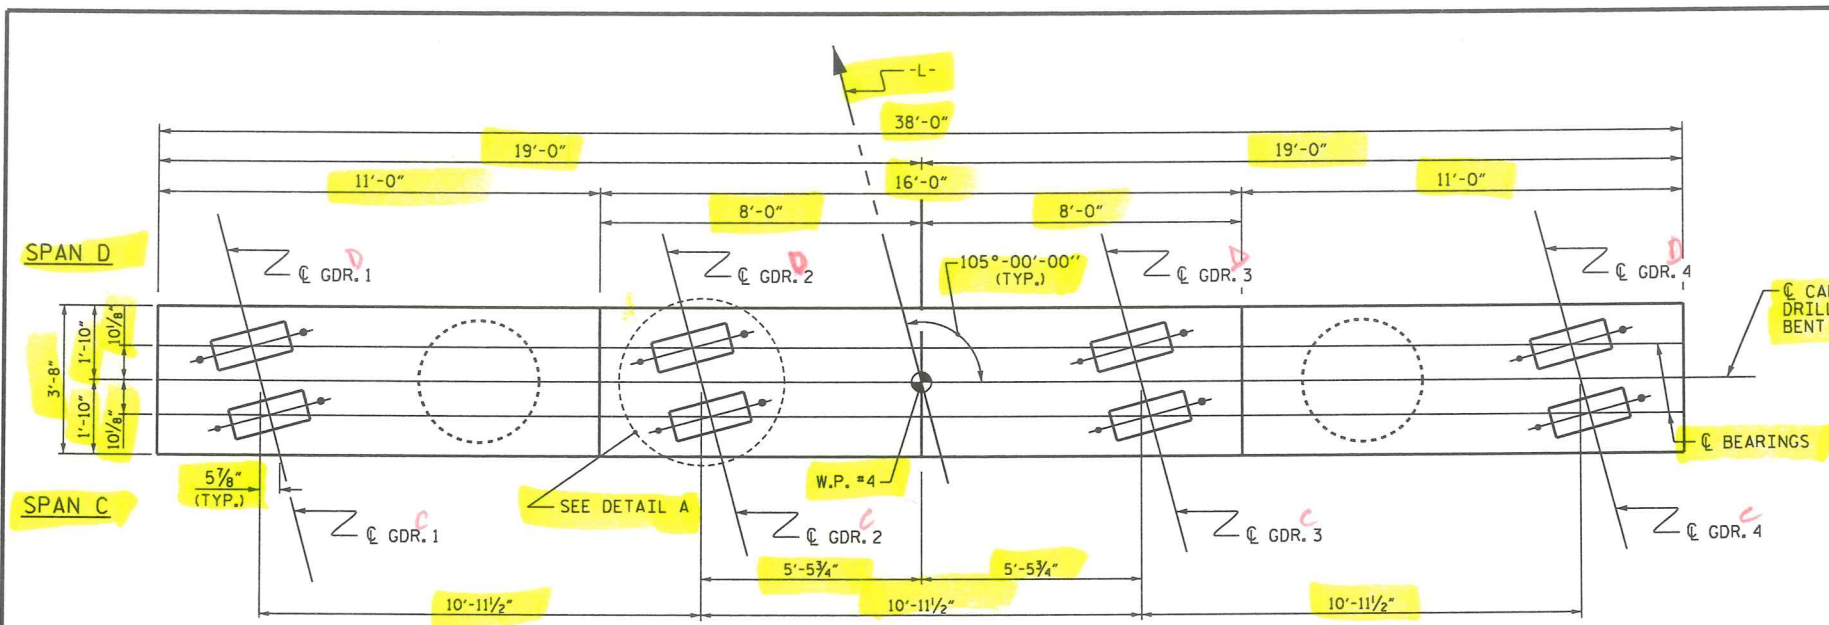 -L-
38'-0"
19'-0"
19'-0"
11'-0"
16'-0"
11'-0"
8'-0"
8'-0"
SPAN D
D
℄ GDR. 1
D
℄ GDR. 2
105°-00'-00"
(TYP.)
D
℄ GDR. 3
D
℄ GDR. 4
℄
DRILL
BENT
3'-8"
1'-10"
10⅛"
1'-10"
10⅛"
℄ BEARINGS
5⅞"
(TYP.)
W.P. #4
SEE DETAIL A
SPAN C
C
℄ GDR. 1
C
℄ GDR. 2
C
℄ GDR. 3
C
℄ GDR. 4
5'-5¾"
5'-5¾"
10'-11½"
10'-11½"
10'-11½"